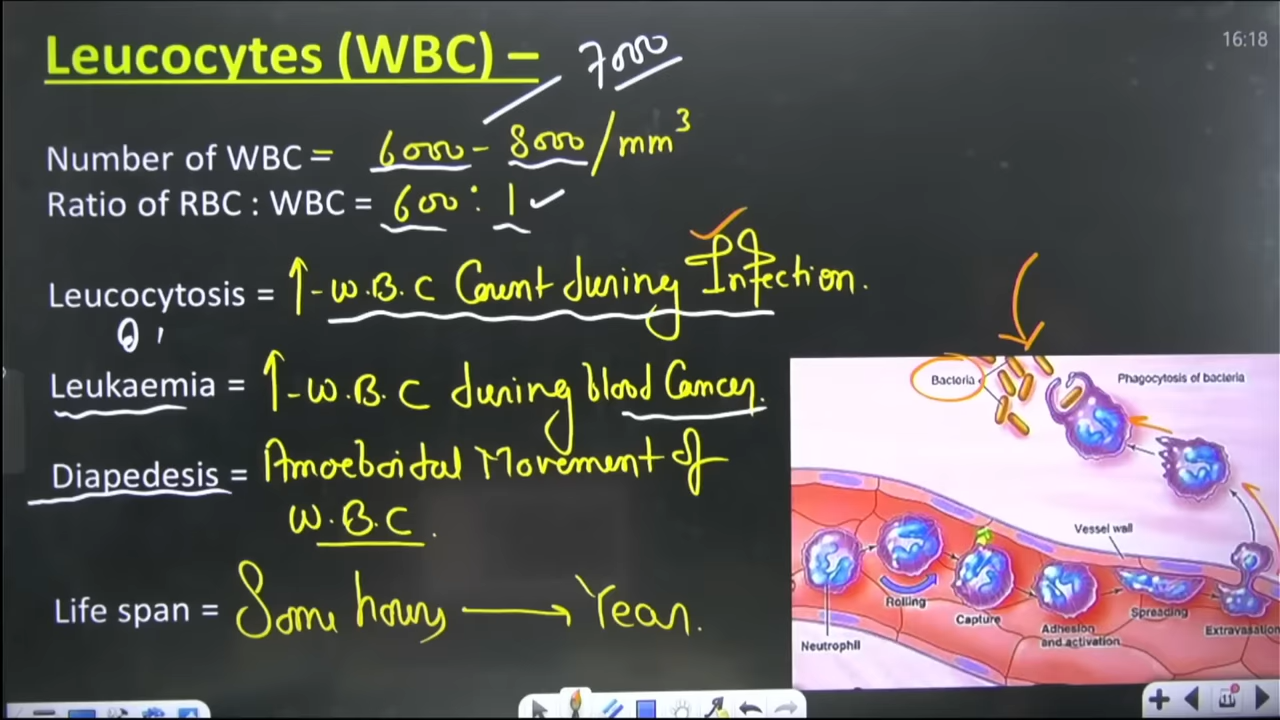 Leucocytes (WBC) –
7000
16:18
Number of WBC = 6000 - 8000/mm³
Ratio of RBC : WBC = 600 : 1
Leucocytosis = ↑-W.B.C Count during Infection.
Leukaemia = ↑-W.B.C during blood Cancer.
Diapedesis = Amoeboidal Movement of
W.B.C.
Life span = Some hours → Year.
Bacteria
Phagocytosis of bacteria
Vessel wall
Rolling
Capture
Adhesion
and activation
Spreading
Extravasation
Neutrophil